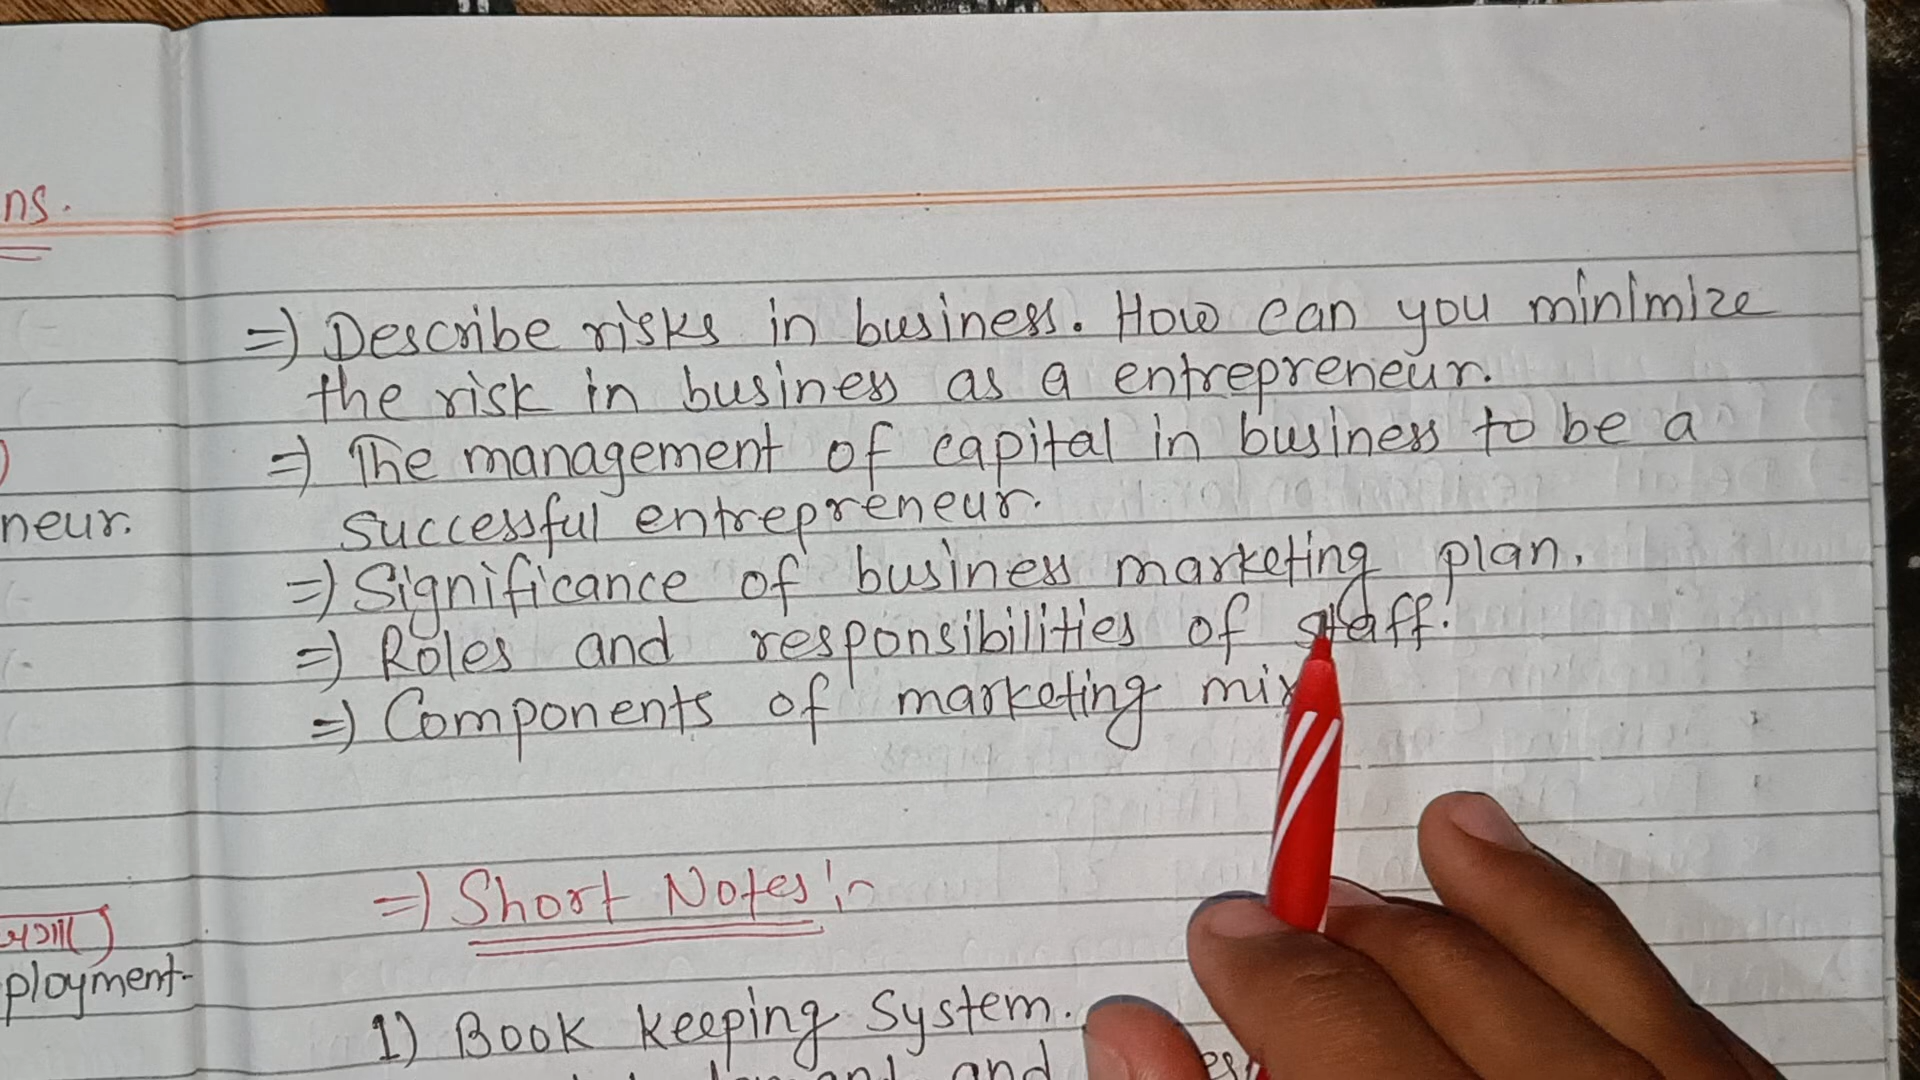 ns.
neur.
ployment-
=) Describe risks in business. How can you minimize
the risk in business as a entrepreneur.
=) The management of capital in business to be a
successful entrepreneur.
=) Significance of business marketing plan.
=) Roles and responsibilities of staff.
=) Components of marketing mix
=) Short Notes :-
1) Book keeping System.
and